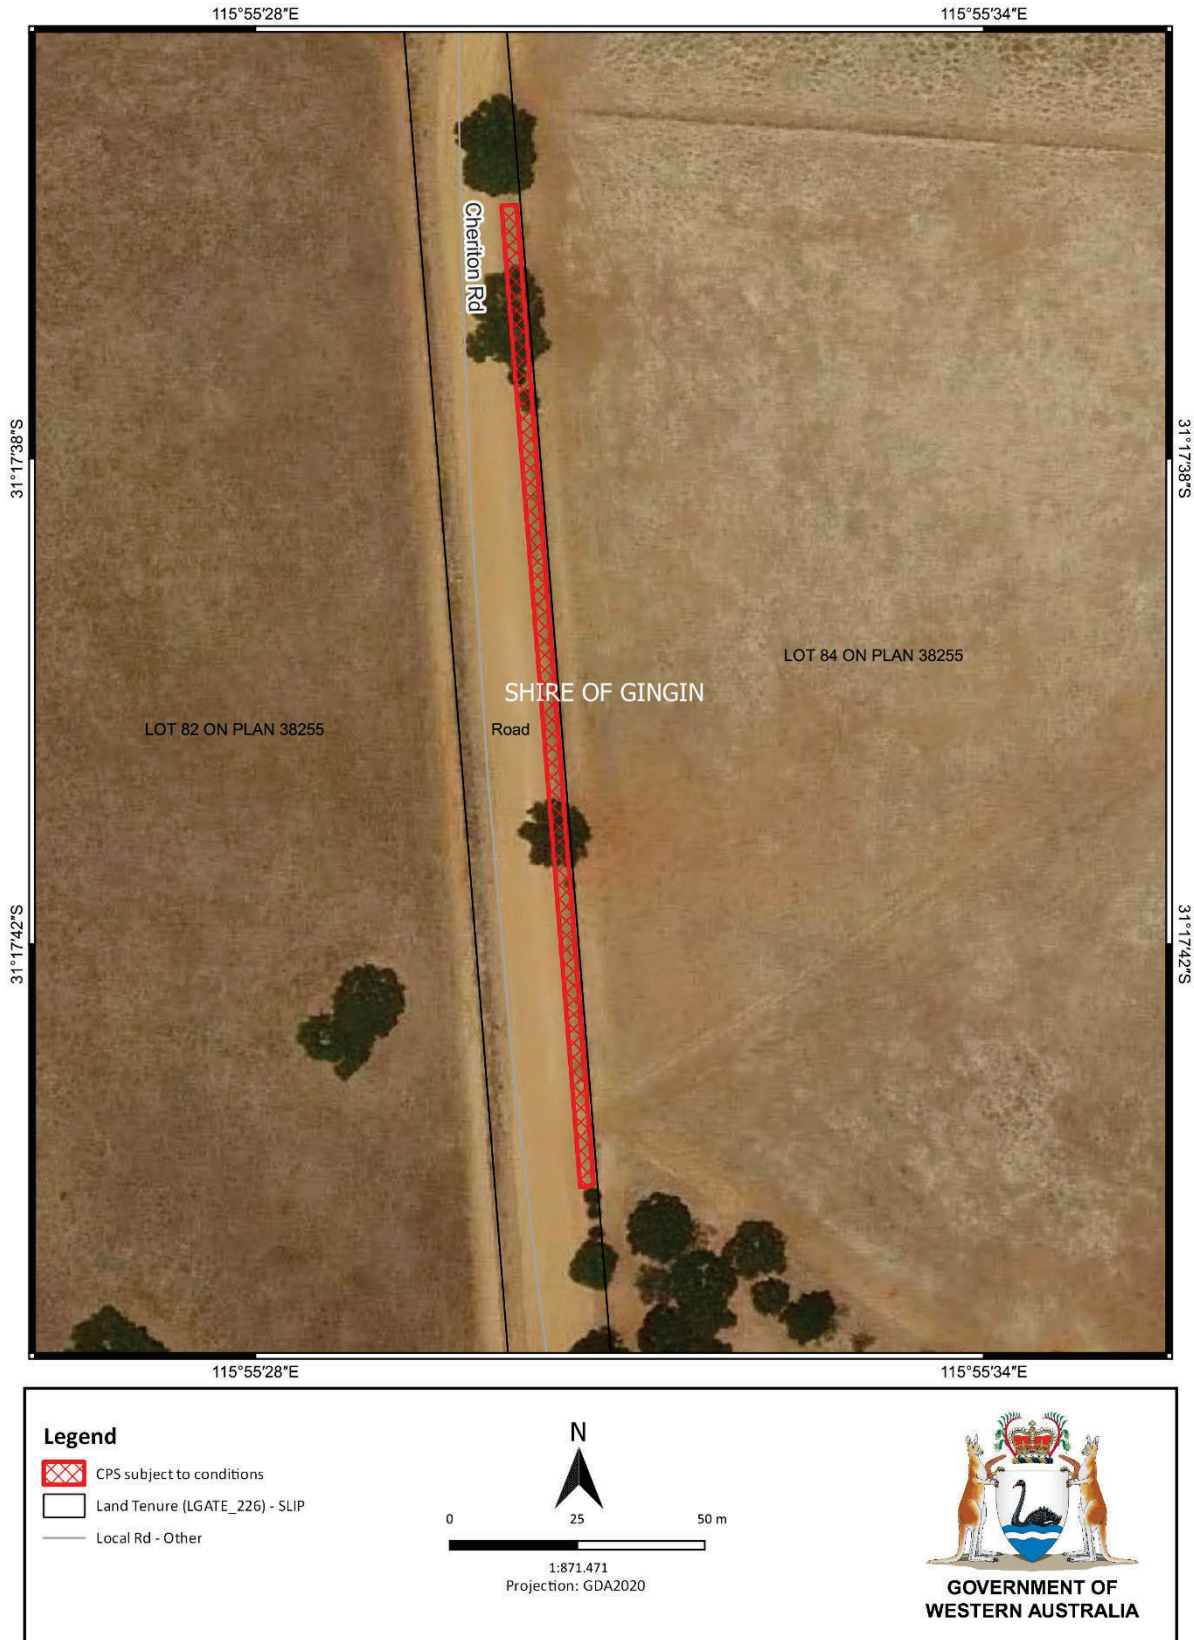 115°55'28"E
115°55'34"E
Cheriton Rd
31°17'38"S
31°17'38"S
LOT 84 ON PLAN 38255
SHIRE OF GINGIN
LOT 82 ON PLAN 38255
Road
31°17'42"S
31°17'42"S
115°55'28"E
115°55'34"E
Legend
CPS subject to conditions
Land Tenure (LGATE_226) - SLIP
Local Rd - Other
N
0 25 50 m
1:871.471
Projection: GDA2020
GOVERNMENT OF
WESTERN AUSTRALIA